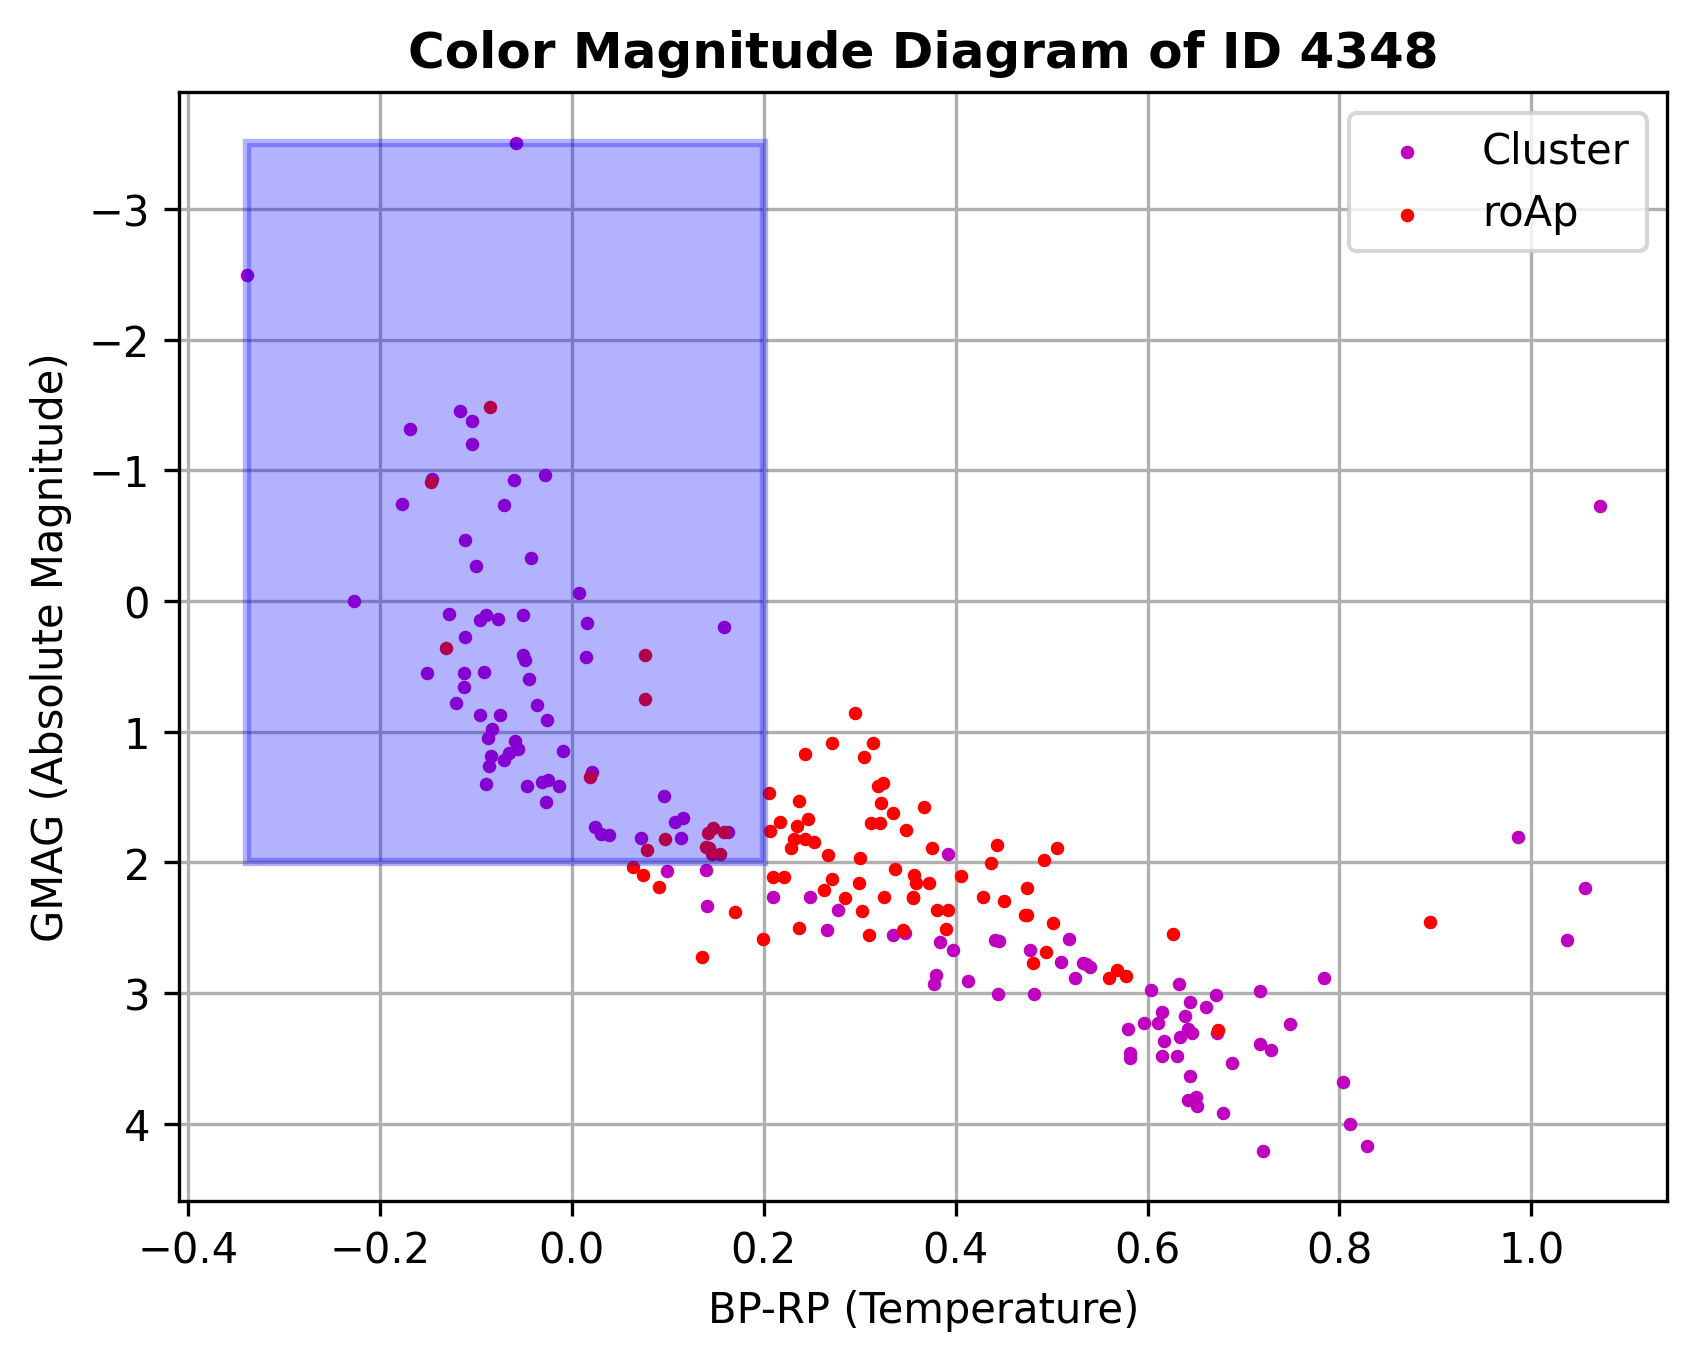 Color Magnitude Diagram of ID 4348
Cluster
roAp
GMAG (Absolute Magnitude)
−3
−2
−1
0
1
2
3
4
−0.4 −0.2 0.0 0.2 0.4 0.6 0.8 1.0
BP-RP (Temperature)